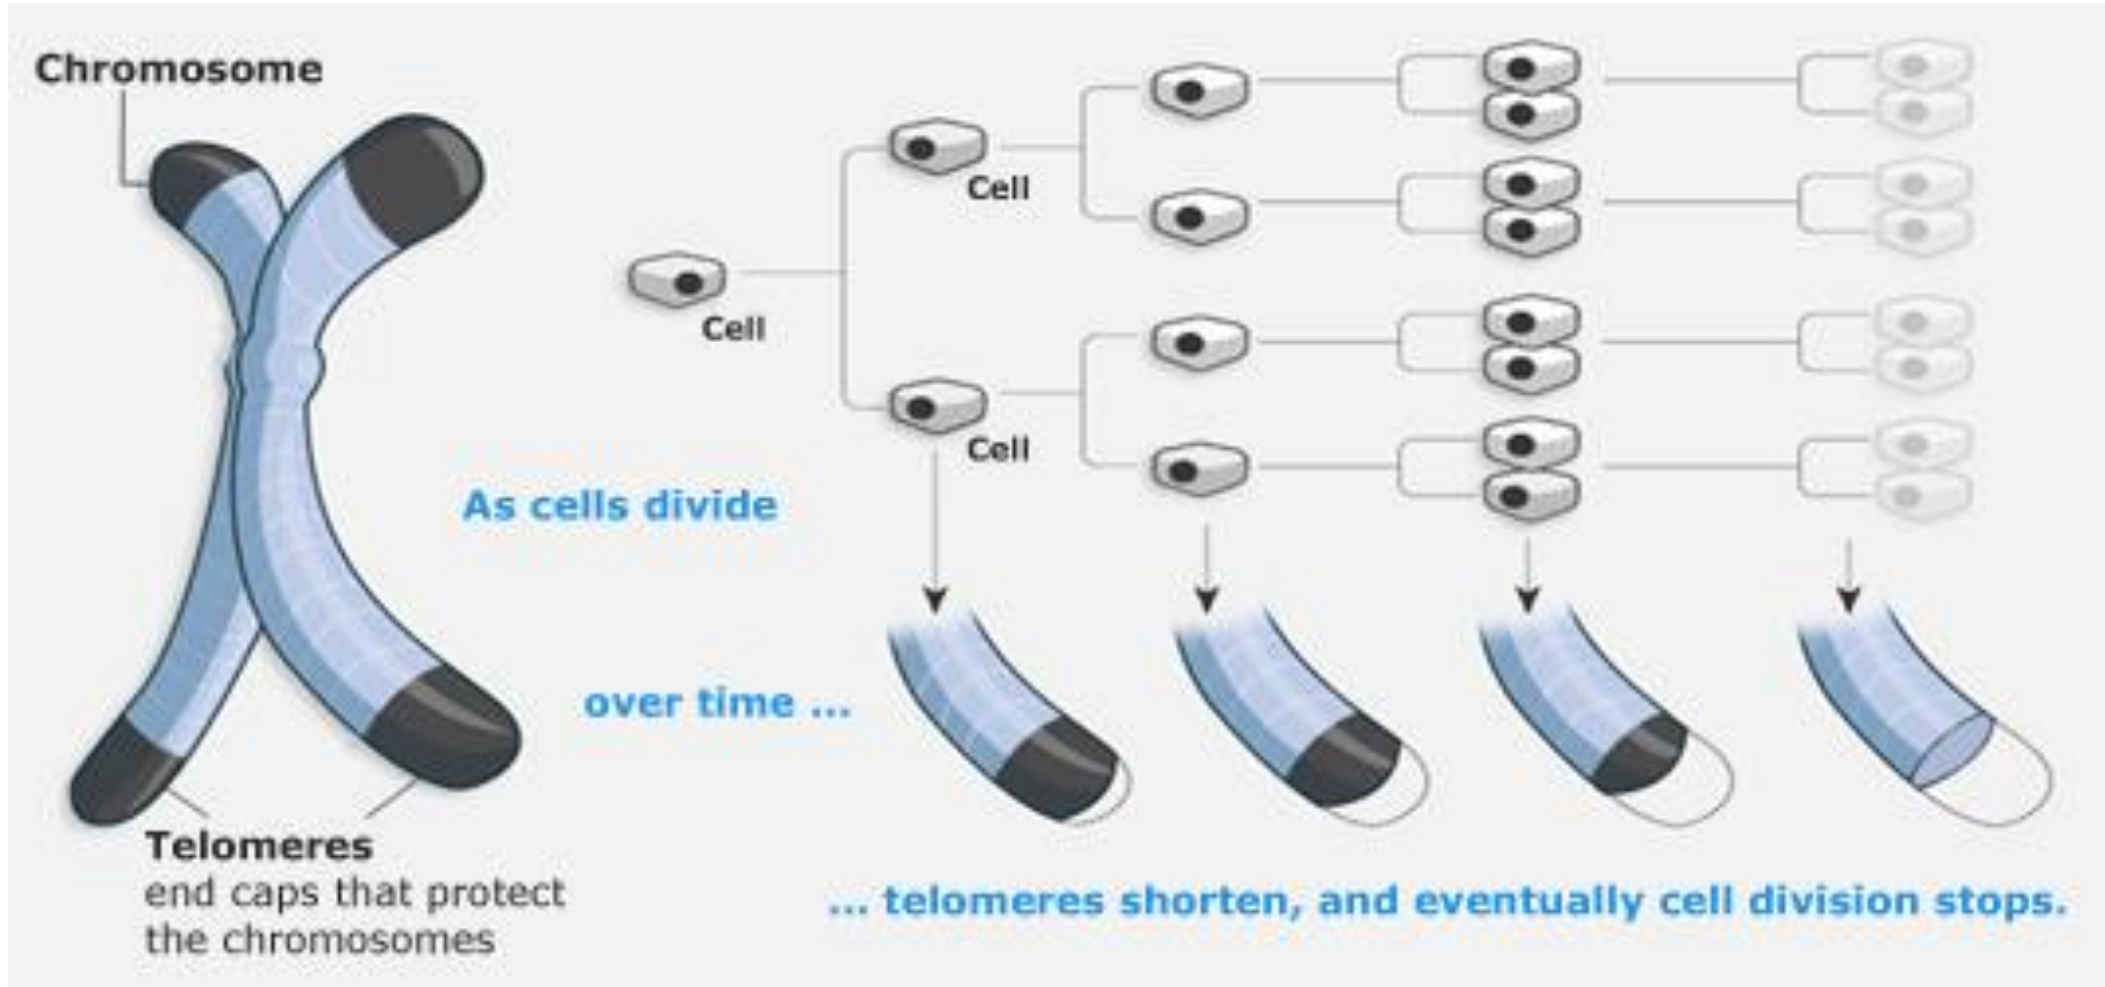 Chromosome
Cell
Cell
Cell
As cells divide
over time ...
Telomeres
end caps that protect
the chromosomes
... telomeres shorten, and eventually cell division stops.